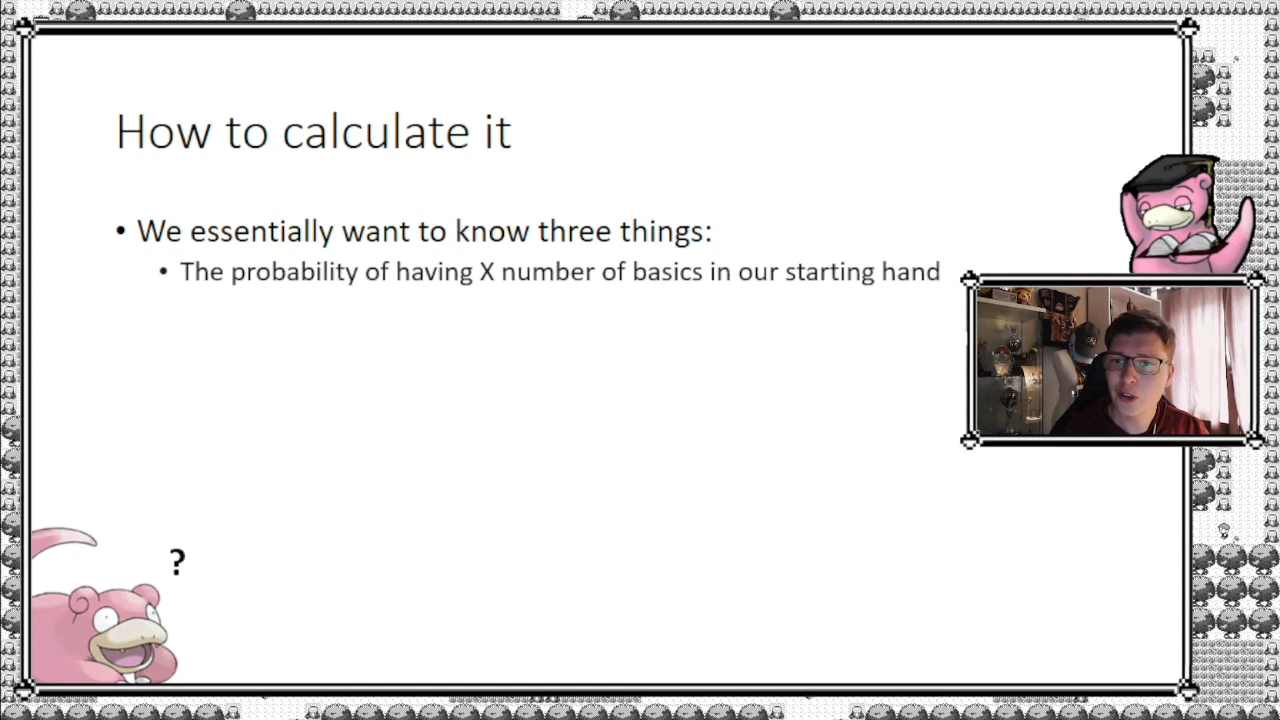 How to calculate it
• We essentially want to know three things:
• The probability of having X number of basics in our starting hand
?